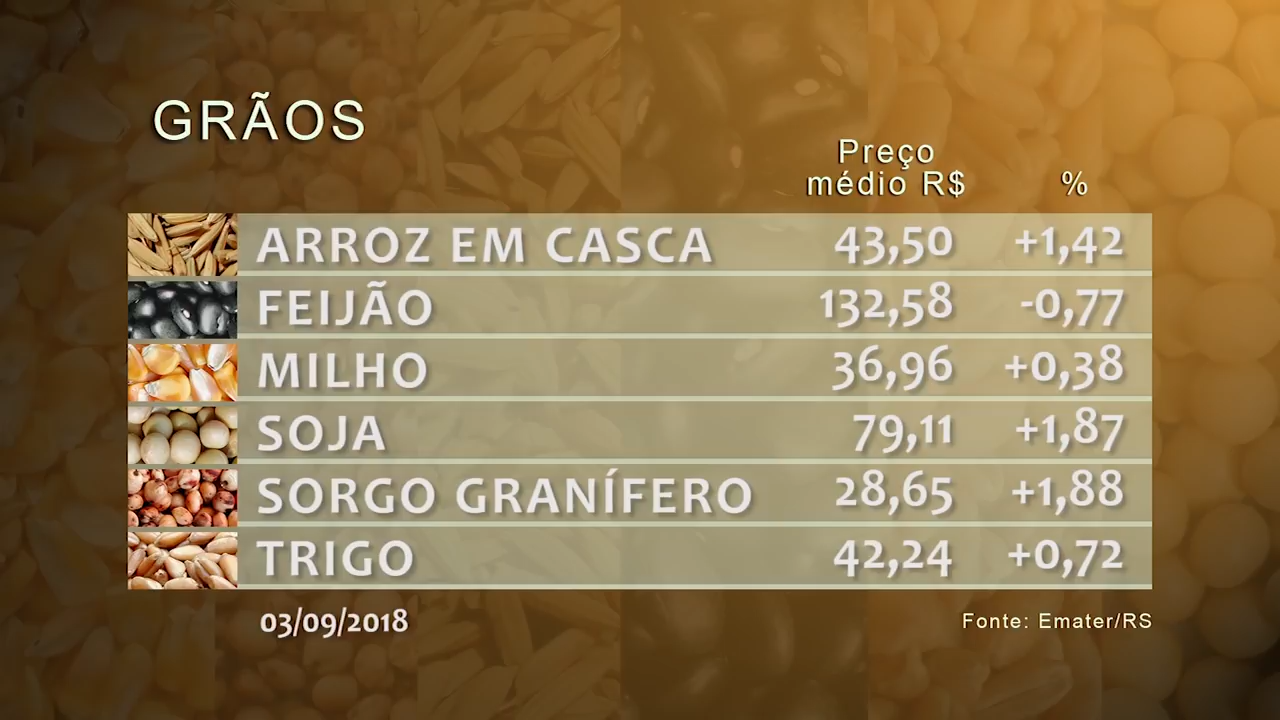 GRÃOS
Preço
médio R$ %
ARROZ EM CASCA 43,50 +1,42
FEIJÃO 132,58 -0,77
MILHO 36,96 +0,38
SOJA 79,11 +1,87
SORGO GRANÍFERO 28,65 +1,88
TRIGO 42,24 +0,72
03/09/2018 Fonte: Emater/RS